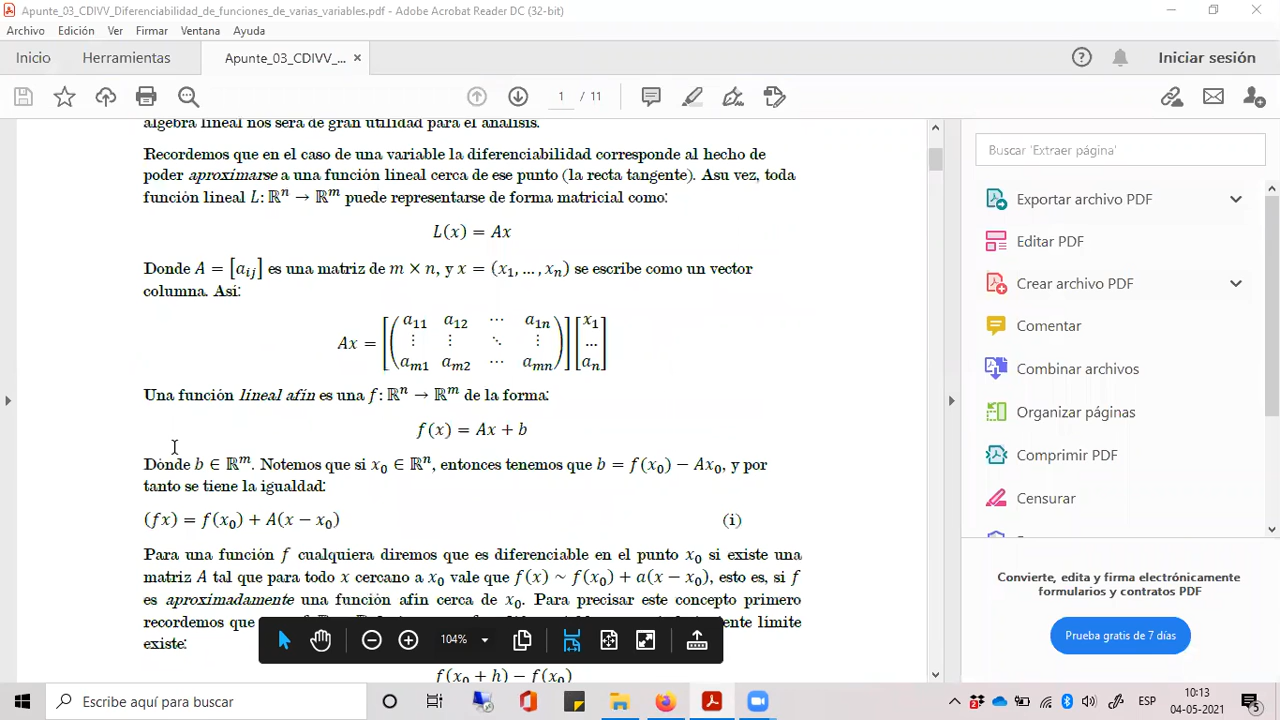 Apunte_03_CDIVV_Diferenciabilidad_de_funciones_de_varias_variables.pdf - Adobe Acrobat Reader DC (32-bit)
Archivo Edición Ver Firmar Ventana Ayuda
Inicio Herramientas Apunte_03_CDIVV_... × Iniciar sesión
1 / 11
algebra lineal nos será de gran utilidad para el análisis.
Recordemos que en el caso de una variable la diferenciabilidad corresponde al hecho de
poder aproximarse a una función lineal cerca de ese punto (la recta tangente). Asu vez, toda
función lineal L: ℝⁿ → ℝᵐ puede representarse de forma matricial como:
L(x) = Ax
Donde A = [aᵢⱼ] es una matriz de m × n, y x = (x₁, ..., xₙ) se escribe como un vector
columna. Así:
Ax = [(a₁₁ a₁₂ ⋯ a₁ₙ
⋮ ⋮ ⋱ ⋮
aₘ₁ aₘ₂ ⋯ aₘₙ)] [x₁ ... aₙ]
Una función lineal afín es una f: ℝⁿ → ℝᵐ de la forma:
f(x) = Ax + b
Dónde b ∈ ℝᵐ. Notemos que si x₀ ∈ ℝⁿ, entonces tenemos que b = f(x₀) − Ax₀, y por
tanto se tiene la igualdad:
(fx) = f(x₀) + A(x − x₀) (i)
Para una función f cualquiera diremos que es diferenciable en el punto x₀ si existe una
matriz A tal que para todo x cercano a x₀ vale que f(x) ~ f(x₀) + a(x − x₀), esto es, si f
es aproximadamente una función afín cerca de x₀. Para precisar este concepto primero
recordemos que límite
existe:
f(x₀ + h) − f(x₀)
104%
Buscar 'Extraer página'
Exportar archivo PDF
Editar PDF
Crear archivo PDF
Comentar
Combinar archivos
Organizar páginas
Comprimir PDF
Censurar
Convierte, edita y firma electrónicamente
formularios y contratos PDF
Prueba gratis de 7 días
Escribe aquí para buscar
ESP
10:13
04-05-2021
5